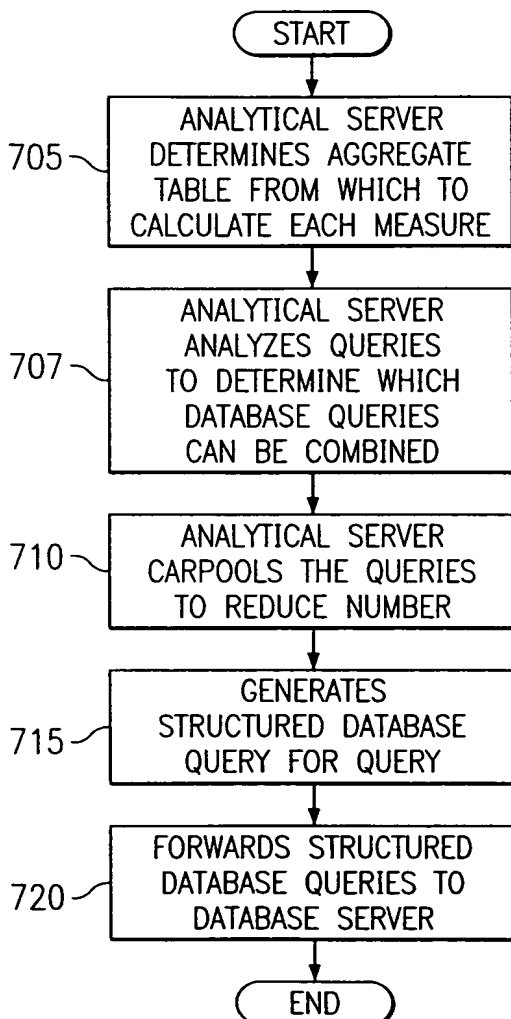 START
705
ANALYTICAL SERVER
DETERMINES AGGREGATE
TABLE FROM WHICH TO
CALCULATE EACH MEASURE
707
ANALYTICAL SERVER
ANALYZES QUERIES
TO DETERMINE WHICH
DATABASE QUERIES
CAN BE COMBINED
710
ANALYTICAL SERVER
CARPOOLS THE QUERIES
TO REDUCE NUMBER
715
GENERATES
STRUCTURED DATABASE
QUERY FOR QUERY
720
FORWARDS STRUCTURED
DATABASE QUERIES TO
DATABASE SERVER
END